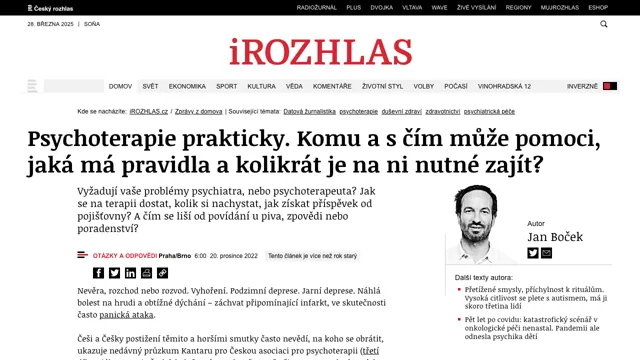 Český rozhlas
RADIOŽURNÁL PLUS DVOJKA VLTAVA WAVE ŽIVÉ VYSÍLÁNÍ REGIONY MUJROZHLAS ESHOP
28. BŘEZNA 2025 | SOŇA
iROZHLAS
DOMOV SVĚT EKONOMIKA SPORT KULTURA VĚDA KOMENTÁŘE ŽIVOTNÍ STYL VOLBY POČASÍ VINOHRADSKÁ 12 INVERZNĚ
Kde se nacházíte: iROZHLAS.cz / Zprávy z domova | Související témata: Datová žurnalistika psychoterapie duševní zdraví zdravotnictví psychiatrická péče
Psychoterapie prakticky. Komu a s čím může pomoci,
jaká má pravidla a kolikrát je na ni nutné zajít?
Vyžadují vaše problémy psychiatra, nebo psychoterapeuta? Jak
se na terapii dostat, kolik si nachystat, jak získat příspěvek od
pojišťovny? A čím se liší od povídání u piva, zpovědi nebo
poradenství?
OTÁZKY A ODPOVĚDI Praha/Brno 6:00 20. prosince 2022 Tento článek je více než rok starý
Nevěra, rozchod nebo rozvod. Vyhoření. Podzimní deprese. Jarní deprese. Náhlá
bolest na hrudi a obtížné dýchání – záchvat připomínající infarkt, ve skutečnosti
často panická ataka.
Češi a Češky postižení těmito a horšími smutky často nevědí, na koho se obrátit,
ukazuje nedávný průzkum Kantaru pro Českou asociaci pro psychoterapii (třetí
Autor
Jan Boček
Další texty autora:
Přetížené smysly, příchylnost k rituálům.
Vysoká citlivost se plete s autismem, má ji
skoro třetina lidí
Pět let po covidu: katastrofický scénář v
onkologické péči nenastal. Pandemii ale
odnesla psychika dětí